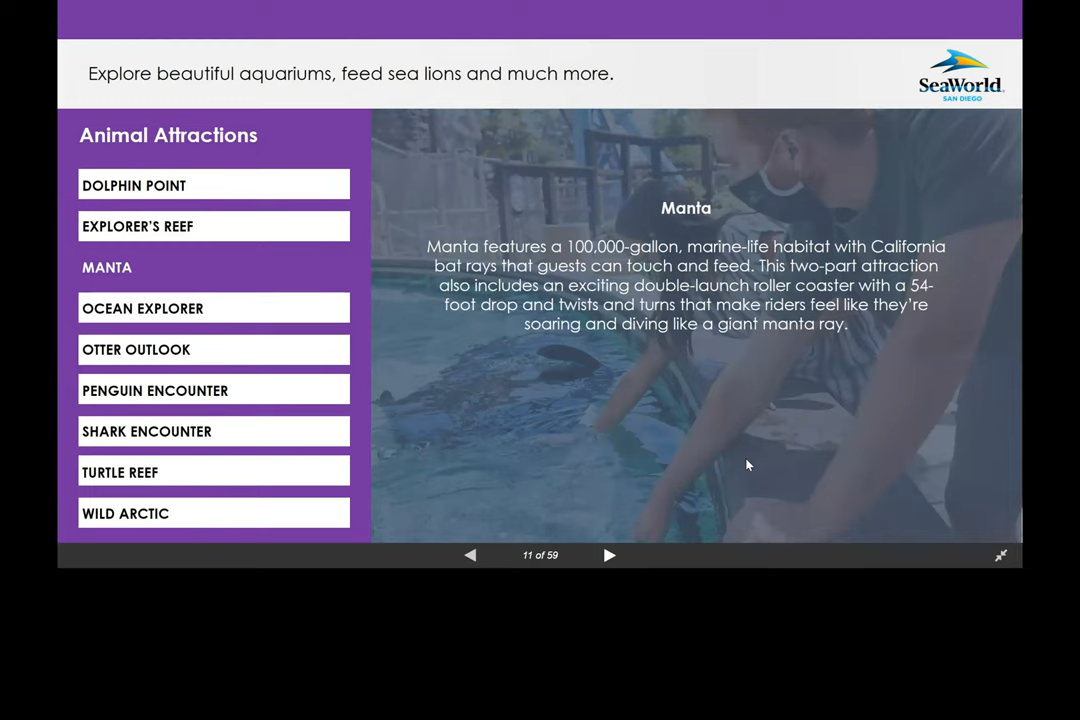 Explore beautiful aquariums, feed sea lions and much more.
SeaWorld
SAN DIEGO
Animal Attractions
DOLPHIN POINT
EXPLORER'S REEF
MANTA
OCEAN EXPLORER
OTTER OUTLOOK
PENGUIN ENCOUNTER
SHARK ENCOUNTER
TURTLE REEF
WILD ARCTIC
Manta
Manta features a 100,000-gallon, marine-life habitat with California
bat rays that guests can touch and feed. This two-part attraction
also includes an exciting double-launch roller coaster with a 54-
foot drop and twists and turns that make riders feel like they're
soaring and diving like a giant manta ray.
11 of 59